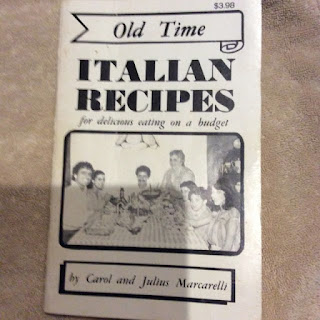 $3.98
Old Time
ITALIAN
RECIPES
for delicious eating on a budget
by Carol and Julius Marcarelli